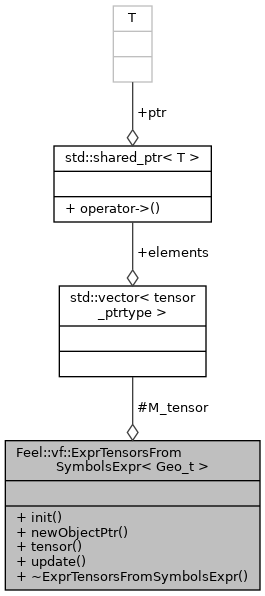 T
+ptr
std::shared_ptr< T >
+ operator->()
+elements
std::vector< tensor
_ptrtype >
#M_tensor
Feel::vf::ExprTensorsFrom
SymbolsExpr< Geo_t >
+ init()
+ newObjectPtr()
+ tensor()
+ update()
+ ~ExprTensorsFromSymbolsExpr()